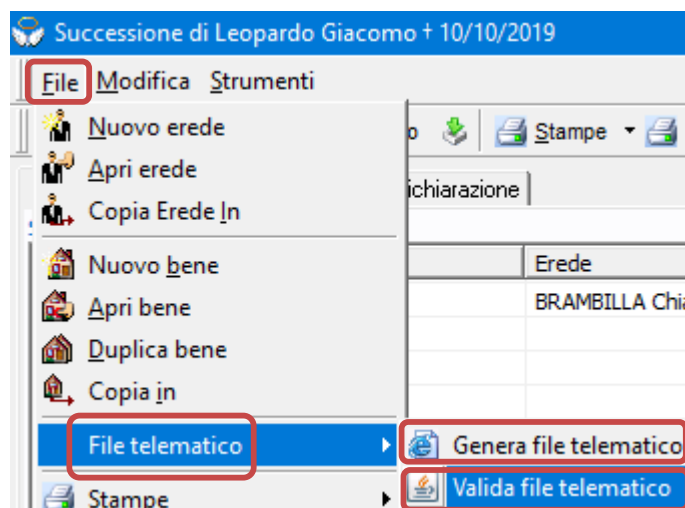 Successione di Leopardo Giacomo † 10/10/2019
File Modifica Strumenti
Nuovo erede
o Stampe
Apri erede
Copia Erede In
ichiarazione
Nuovo bene
Erede
Apri bene
BRAMBILLA Chia
Duplica bene
Copia in
File telematico
Genera file telematico
Stampe
Valida file telematico